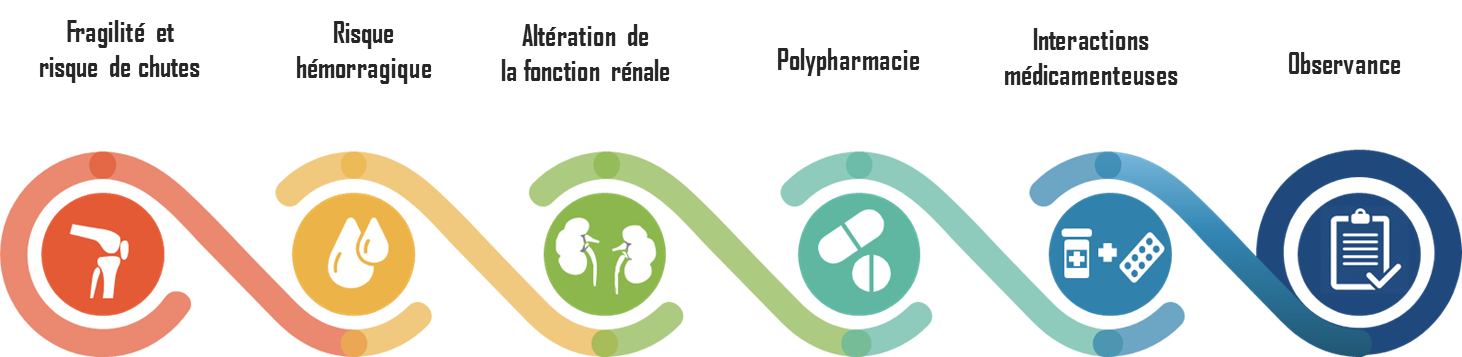 Fragilité et
risque de chutes
Risque
hémorragique
Altération de
la fonction rénale
Polypharmacie
Interactions
médicamenteuses
Observance